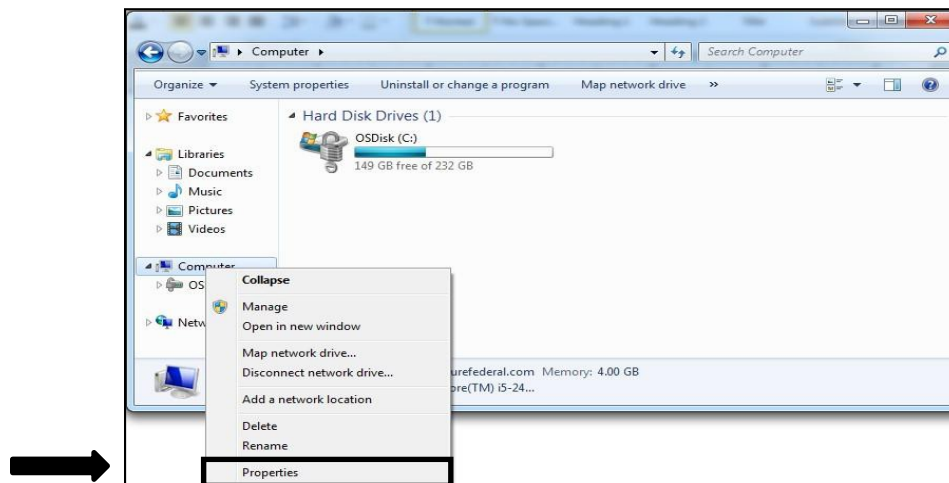 Computer
Search Computer
Organize
System properties
Uninstall or change a program
Map network drive
»
Favorites
Libraries
Documents
Music
Pictures
Videos
Computer
OS
Netw
Hard Disk Drives (1)
OSDisk (C:)
149 GB free of 232 GB
Collapse
Manage
Open in new window
Map network drive...
Disconnect network drive...
Add a network location
Delete
Rename
Properties
urefederal.com Memory: 4.00 GB
ore(TM) i5-24...